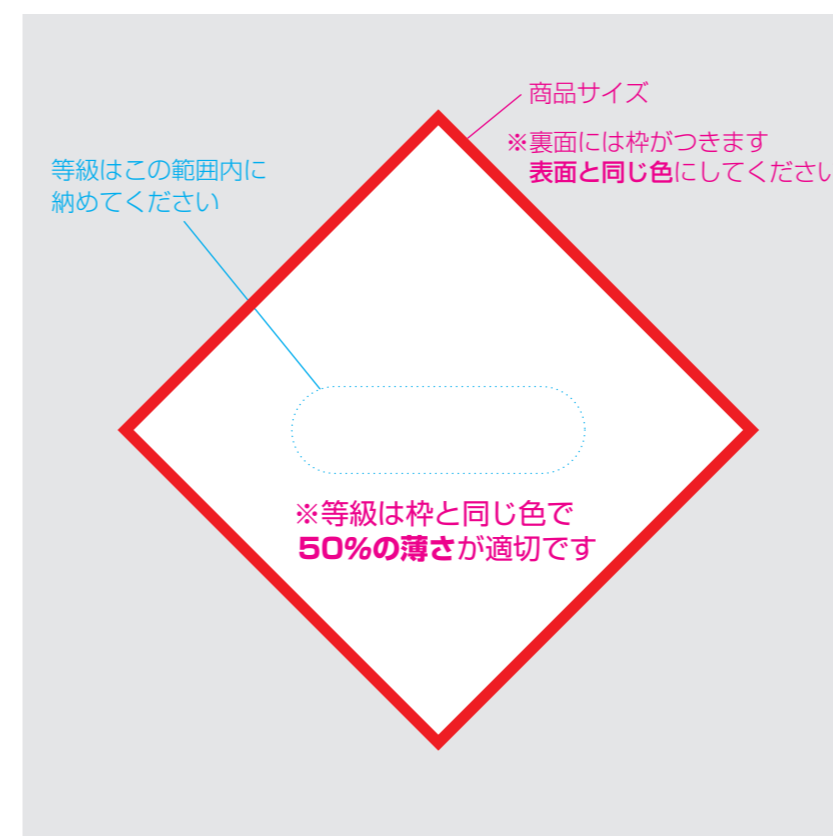 商品サイズ
※裏面には枠がつきます
表面と同じ色にしてください
等級はこの範囲内に
納めてください
※等級は枠と同じ色で
50%の薄さが適切です